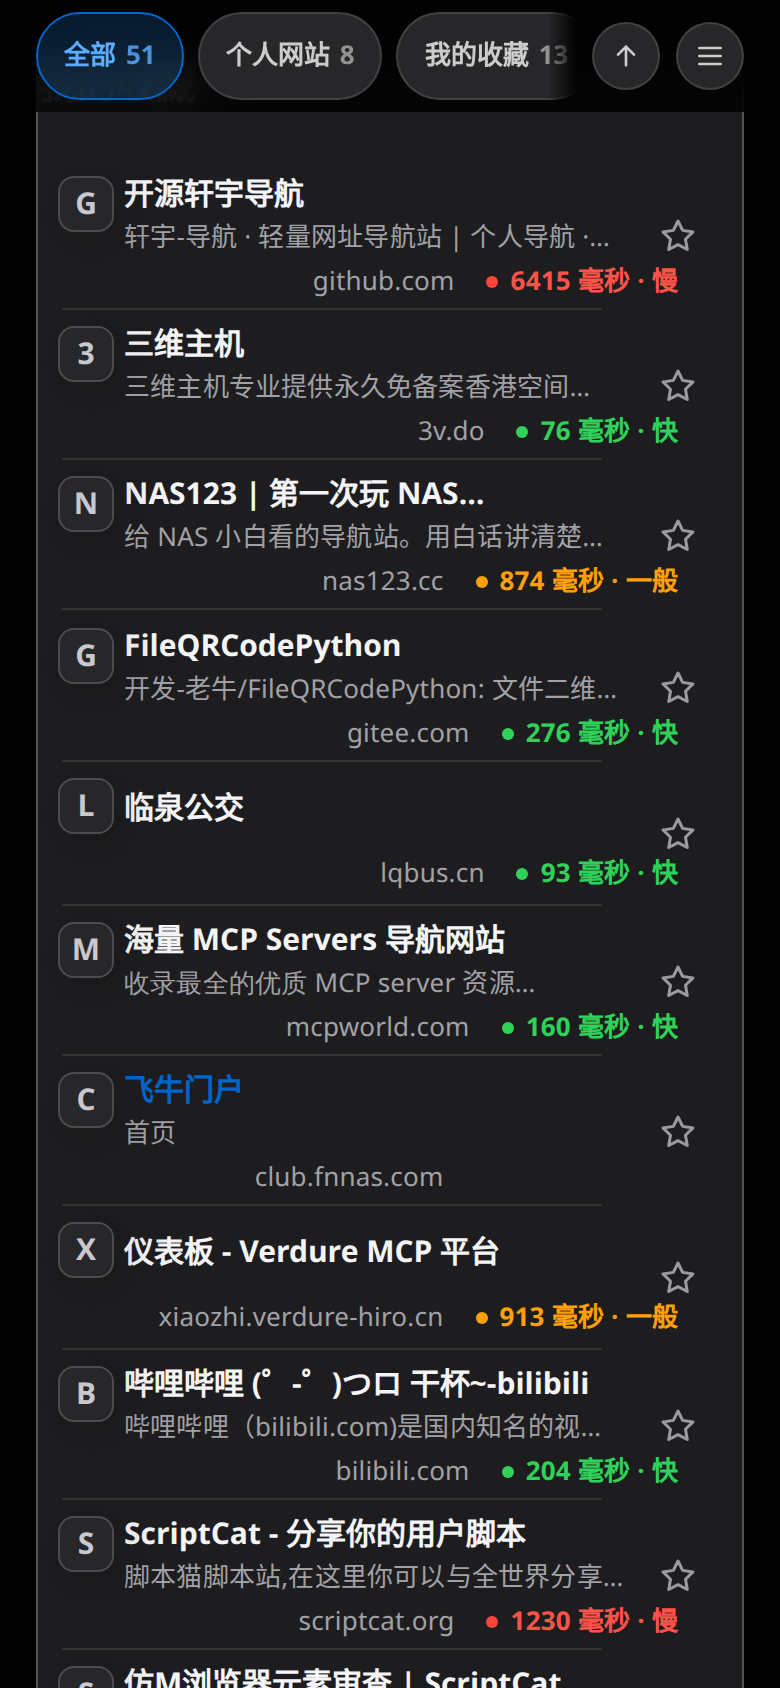 全部 51
个人网站 8
我的收藏 13
G
开源轩宇导航
轩宇-导航 · 轻量网址导航站 | 个人导航 ·...
github.com
6415 毫秒 · 慢
3
三维主机
三维主机专业提供永久免备案香港空间...
3v.do
76 毫秒 · 快
N
NAS123 | 第一次玩 NAS...
给 NAS 小白看的导航站。用白话讲清楚...
nas123.cc
874 毫秒 · 一般
G
FileQRCodePython
开发-老牛/FileQRCodePython: 文件二维...
gitee.com
276 毫秒 · 快
L
临泉公交
lqbus.cn
93 毫秒 · 快
M
海量 MCP Servers 导航网站
收录最全的优质 MCP server 资源...
mcpworld.com
160 毫秒 · 快
C
飞牛门户
首页
club.fnnas.com
X
仪表板 - Verdure MCP 平台
xiaozhi.verdure-hiro.cn
913 毫秒 · 一般
B
哔哩哔哩 (゜-゜)つロ 干杯~-bilibili
哔哩哔哩（bilibili.com)是国内知名的视...
bilibili.com
204 毫秒 · 快
S
ScriptCat - 分享你的用户脚本
脚本猫脚本站,在这里你可以与全世界分享...
scriptcat.org
1230 毫秒 · 慢
仿M浏览器元素审查 | ScriptCat